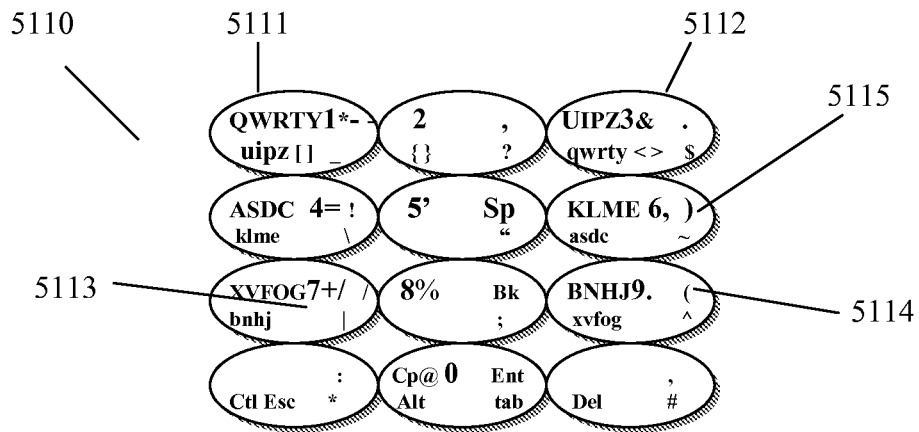 5110
5111
5112
5115
QWRTY1*- -
uipz [ ] _
2 ,
{ } ?
UIPZ3& .
qwrty < > $
ASDC 4= !
klme \
5’ Sp
“
KLME 6, )
asdc ~
5113
XVFOG7+/ /
bnhj |
8% Bk
;
BNHJ9. (
xvfog ^
5114
:
Ctl Esc *
Cp@ 0 Ent
Alt tab
,
Del #